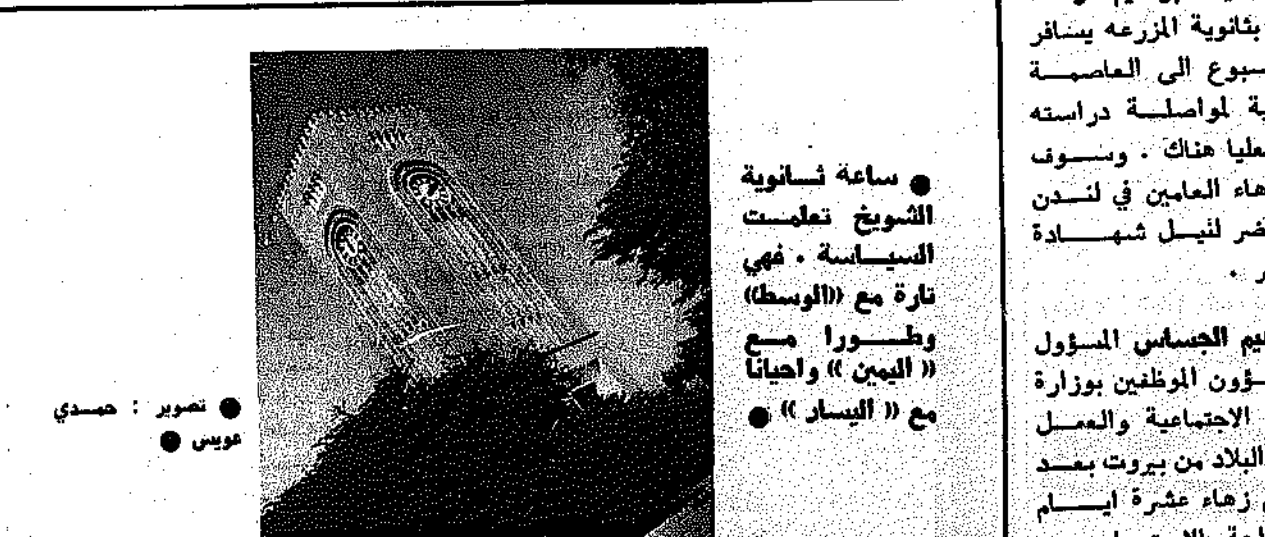 بثانوية المزرعه يسافر
سبوع الى العاصمة
ية لمواصلة دراسته
عليا هناك . وسوف
هاء العامين في لندن
ضر لنيل شهادة
ر .
يم الجساس المسؤول
ؤون الموظفين بوزارة
الاجتماعية والعمل
البلاد من بيروت بعد
زهاء عشرة ايام
● ساعة ثانوية
الشويخ تعلمت
السياسة . فهي
تارة مع ((الوسط))
وطورا مع
(( اليمين )) واحيانا
مع (( اليسار )) ●
● تصوير : حمدي
عويس ●